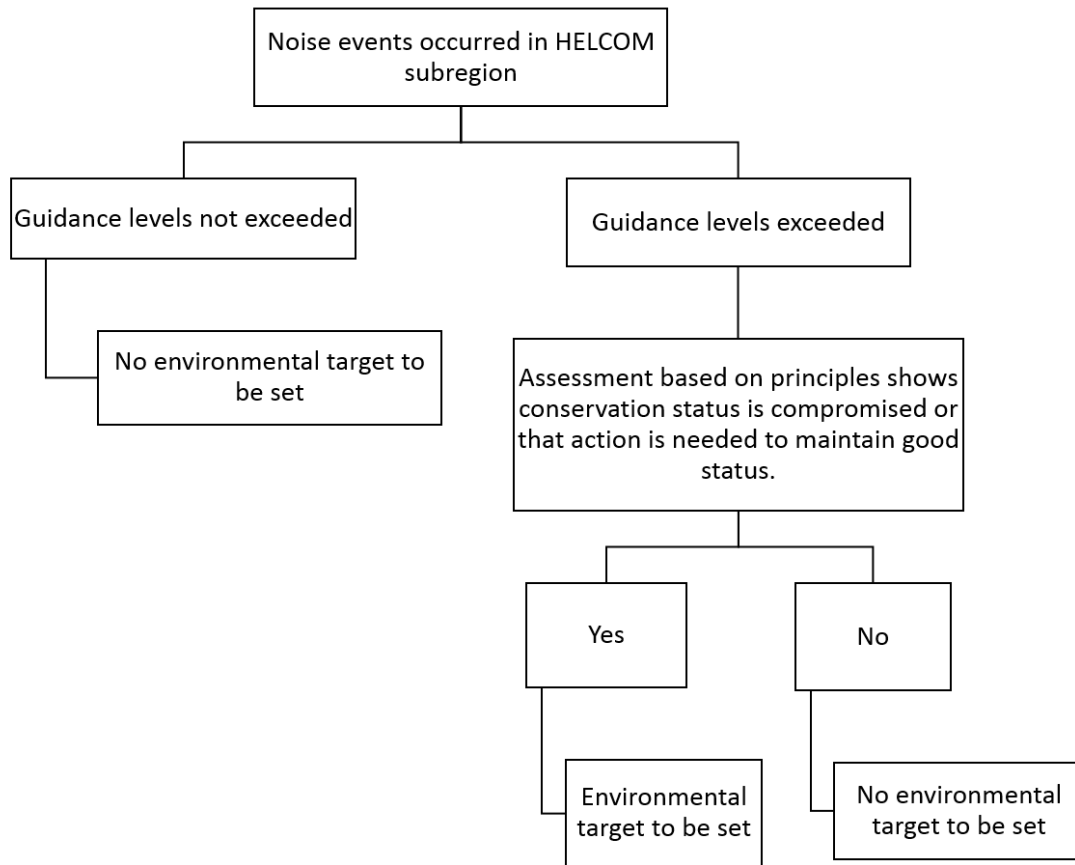 Noise events occurred in HELCOM
subregion
Guidance levels not exceeded
Guidance levels exceeded
No environmental target to
be set
Assessment based on principles shows
conservation status is compromised or
that action is needed to maintain good
status.
Yes
No
Environmental
target to be set
No environmental
target to be set